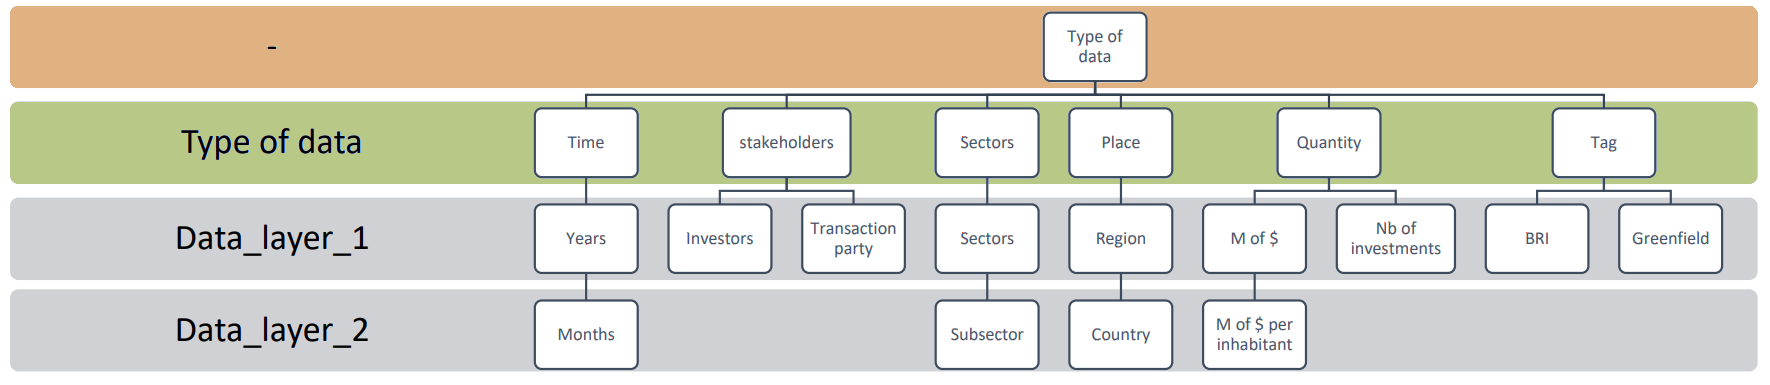 -
Type of
data
Type of data
Time
stakeholders
Sectors
Place
Quantity
Tag
Data_layer_1
Years
Investors
Transaction
party
Sectors
Region
M of $
Nb of
investments
BRI
Greenfield
Data_layer_2
Months
Subsector
Country
M of $ per
inhabitant